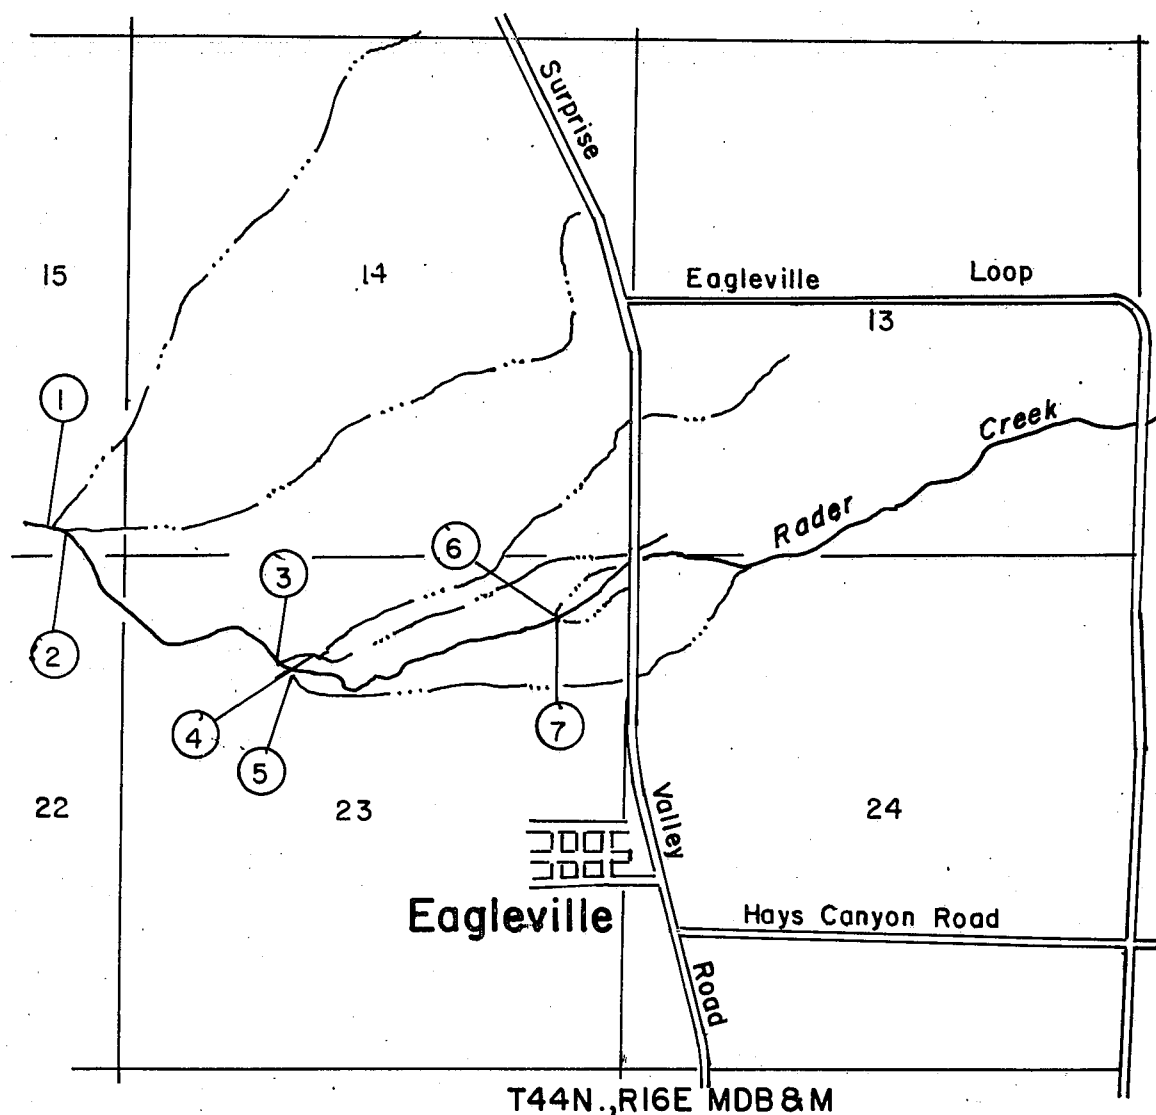 Surprise
15
14
Eagleville Loop
13
1
Creek
Rader
6
3
2
4
7
5
22
23
Valley
24
Eagleville
Hays Canyon Road
Road
T44N.,R16E MDB&M